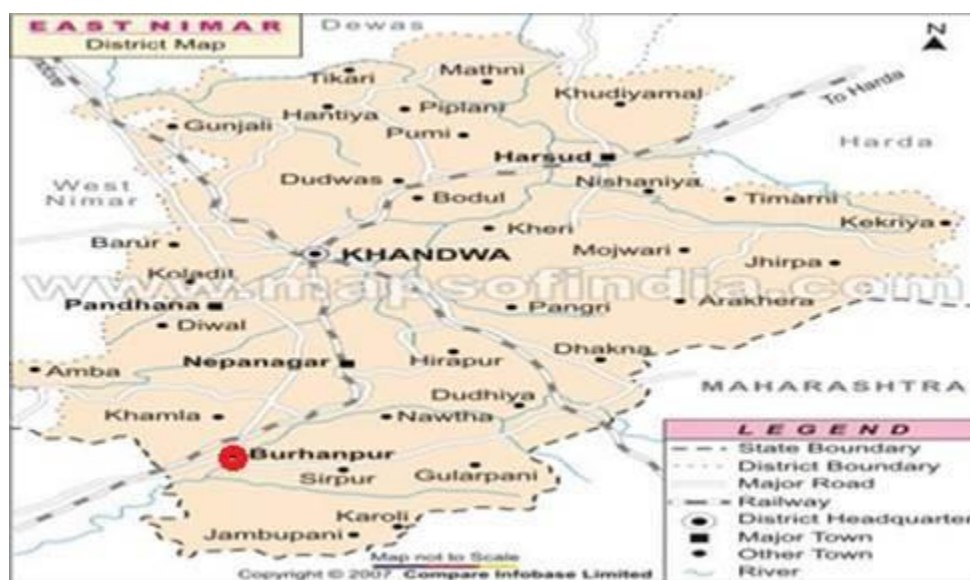 EAST NIMAR
District Map
Dewas
N
Tikari
Mathni
Hantiya
Piplani
Khudiyamal
To Harda
Gunjali
Pumi
Harsud
Harda
West
Nimar
Dudwas
Bodul
Nishaniya
Timarni
Kheri
Kekriya
Barur
KHANDWA
Mojwari
Jhirpa
Koladit
www.mapsofindia.com
Pandhana
Pangri
Arakhera
Diwal
Nepanagar
Hirapur
Dhakna
Amba
MAHARASHTRA
Dudhiya
Khamla
Nawtha
Burhanpur
Sirpur
Gularpani
Karoli
Jambupani
LEGEND
State Boundary
District Boundary
Major Road
Railway
District Headquarter
Major Town
Other Town
River
Map not to Scale
Copyright © 2007 Compare Infobase Limited